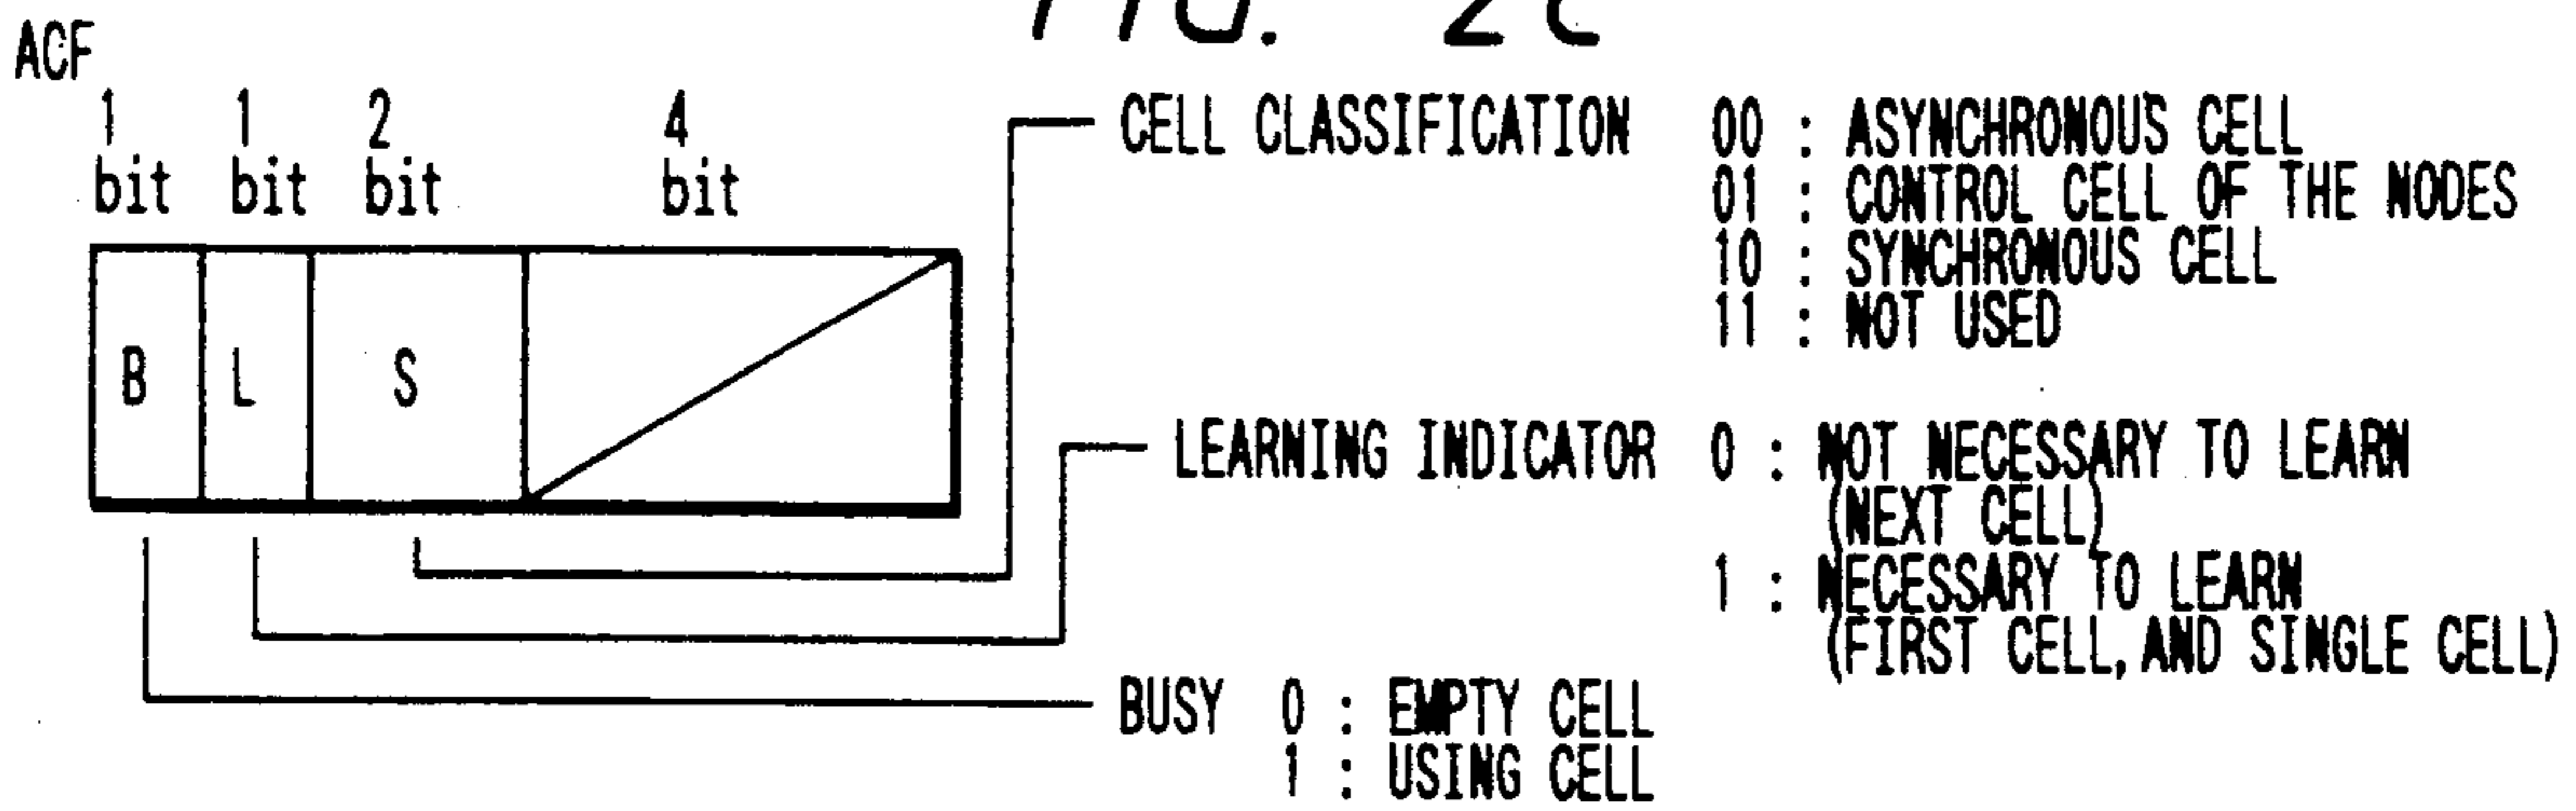 FIG. 2C
ACF
1 bit 1 bit 2 bit 4 bit
B L S
CELL CLASSIFICATION 00 : ASYNCHRONOUS CELL
01 : CONTROL CELL OF THE NODES
10 : SYNCHRONOUS CELL
11 : NOT USED
LEARNING INDICATOR 0 : NOT NECESSARY TO LEARN
(NEXT CELL)
1 : NECESSARY TO LEARN
(FIRST CELL, AND SINGLE CELL)
BUSY 0 : EMPTY CELL
1 : USING CELL